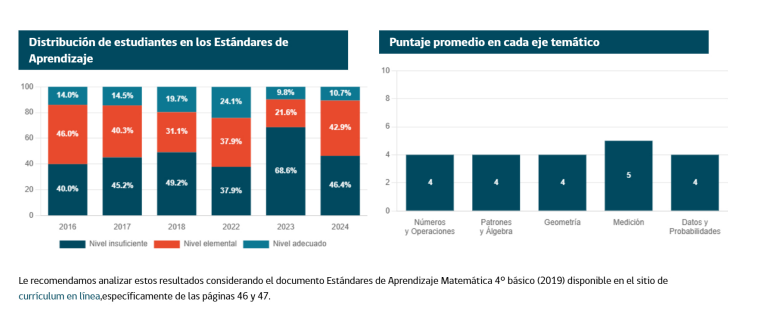 Distribución de estudiantes en los Estándares de
Aprendizaje
100
80
60
40
20
0
14.0%
14.5%
19.7%
24.1%
9.8%
10.7%
46.0%
40.3%
31.1%
37.9%
21.6%
42.9%
40.0%
45.2%
49.2%
37.9%
68.6%
46.4%
2016
2017
2018
2022
2023
2024
Nivel insuficiente
Nivel elemental
Nivel adecuado
Puntaje promedio en cada eje temático
10
8
6
4
2
0
4
4
4
5
4
Números
y Operaciones
Patrones
y Álgebra
Geometría
Medición
Datos y
Probabilidades
Le recomendamos analizar estos resultados considerando el documento Estándares de Aprendizaje Matemática 4º básico (2019) disponible en el sitio de
currículum en línea,específicamente de las páginas 46 y 47.